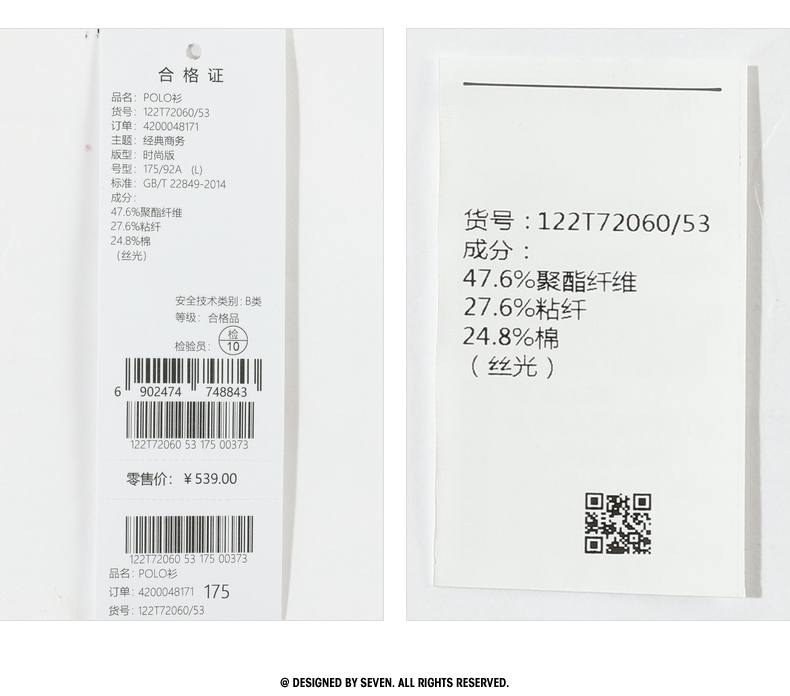 合格证
品名：POLO衫
货号：122T72060/53
订单：4200048171
主题：经典商务
版型：时尚版
号型：175/92A （L）
标准：GB/T 22849-2014
成分：
47.6%聚酯纤维
27.6%粘纤
24.8%棉
（丝光）
安全技术类别：B类
等级：合格品
检验员：检 10
6 902474 748843
122T72060 53 175 00373
零售价：￥539.00
122T72060 53 175 00373
品名：POLO衫
订单：4200048171 175
货号：122T72060/53
货号：122T72060/53
成分：
47.6%聚酯纤维
27.6%粘纤
24.8%棉
（丝光）
@ DESIGNED BY SEVEN. ALL RIGHTS RESERVED.